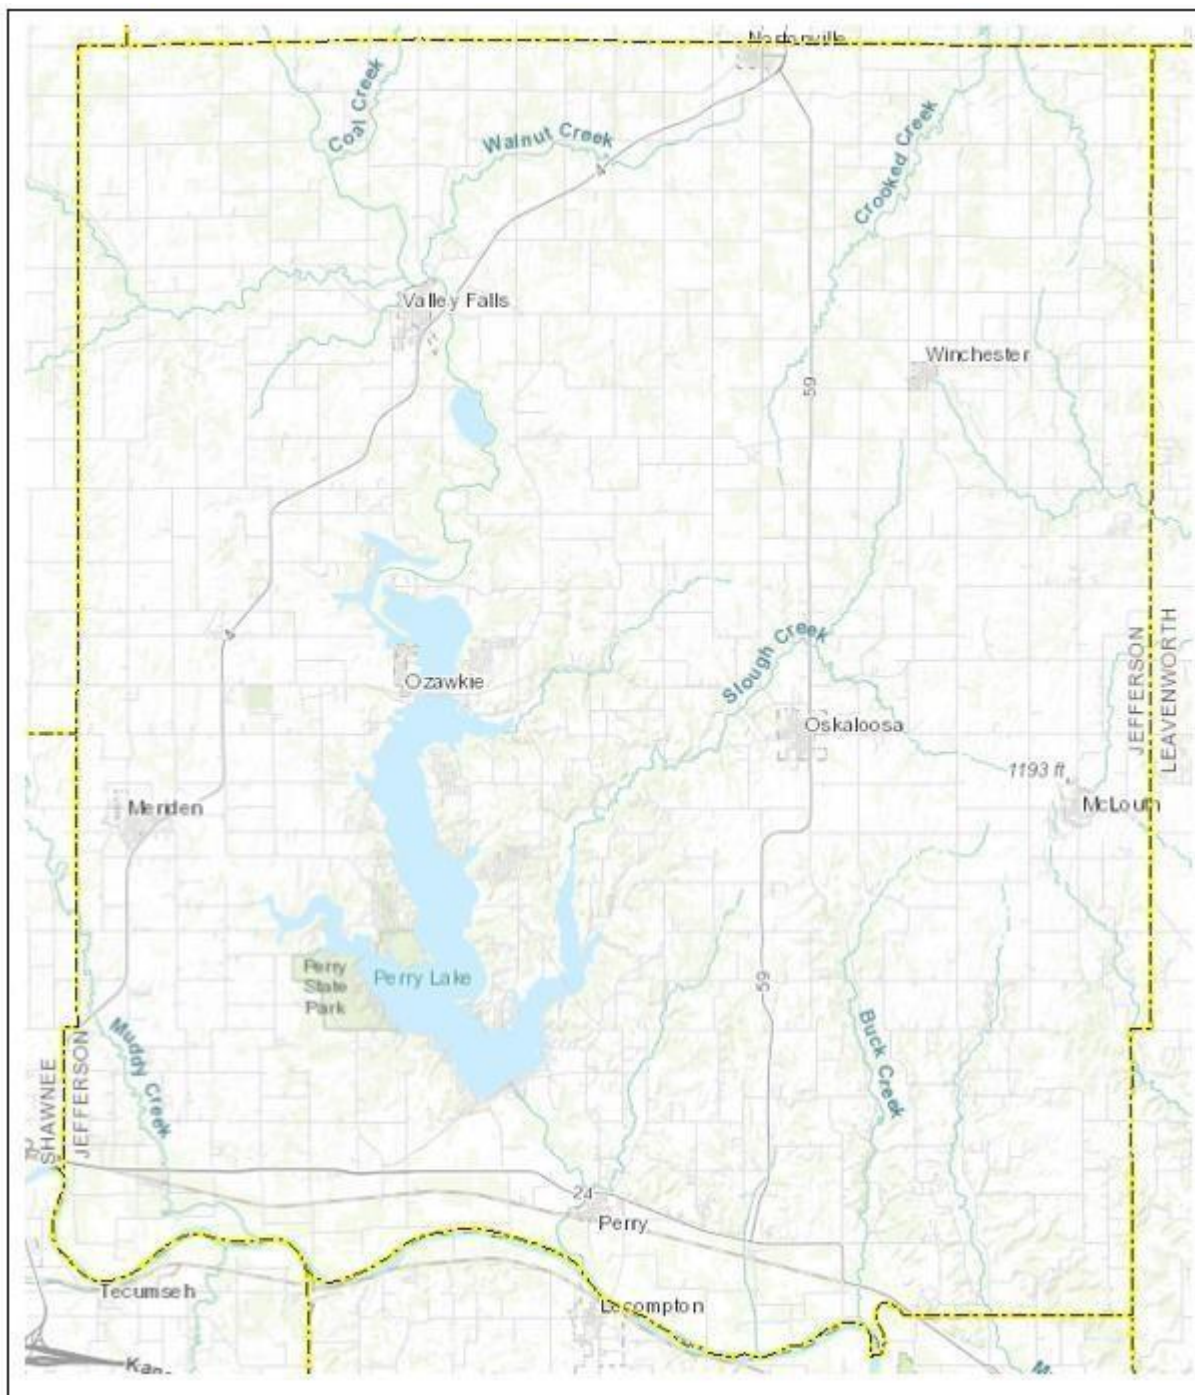 Nortonville
Coal Creek
Walnut Creek
4
Crooked Creek
Valley Falls
Winchester
59
4
Slough Creek
JEFFERSON
LEAVENWORTH
Ozawkie
Oskaloosa
1193 ft
Meriden
McLouth
Perry
State
Park
Perry Lake
59
Muddy Creek
Buck Creek
SHAWNEE
JEFFERSON
24
Perry
Tecumseh
Lecompton